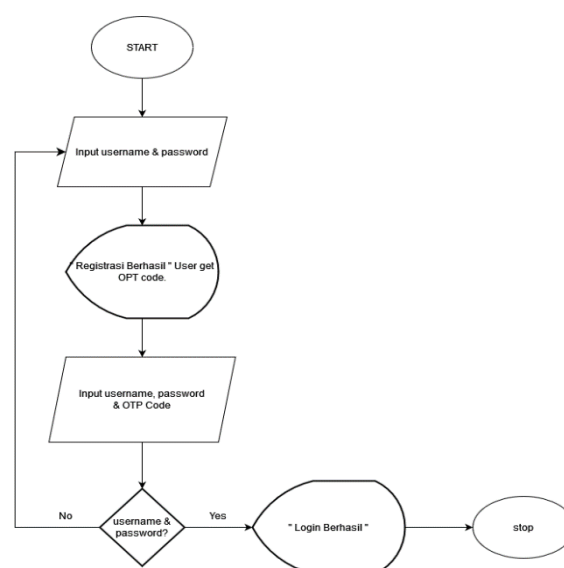 START
Input username & password
" Registrasi Berhasil " User get
OPT code.
Input username, password
& OTP Code
No
username &
password?
Yes
" Login Berhasil "
stop